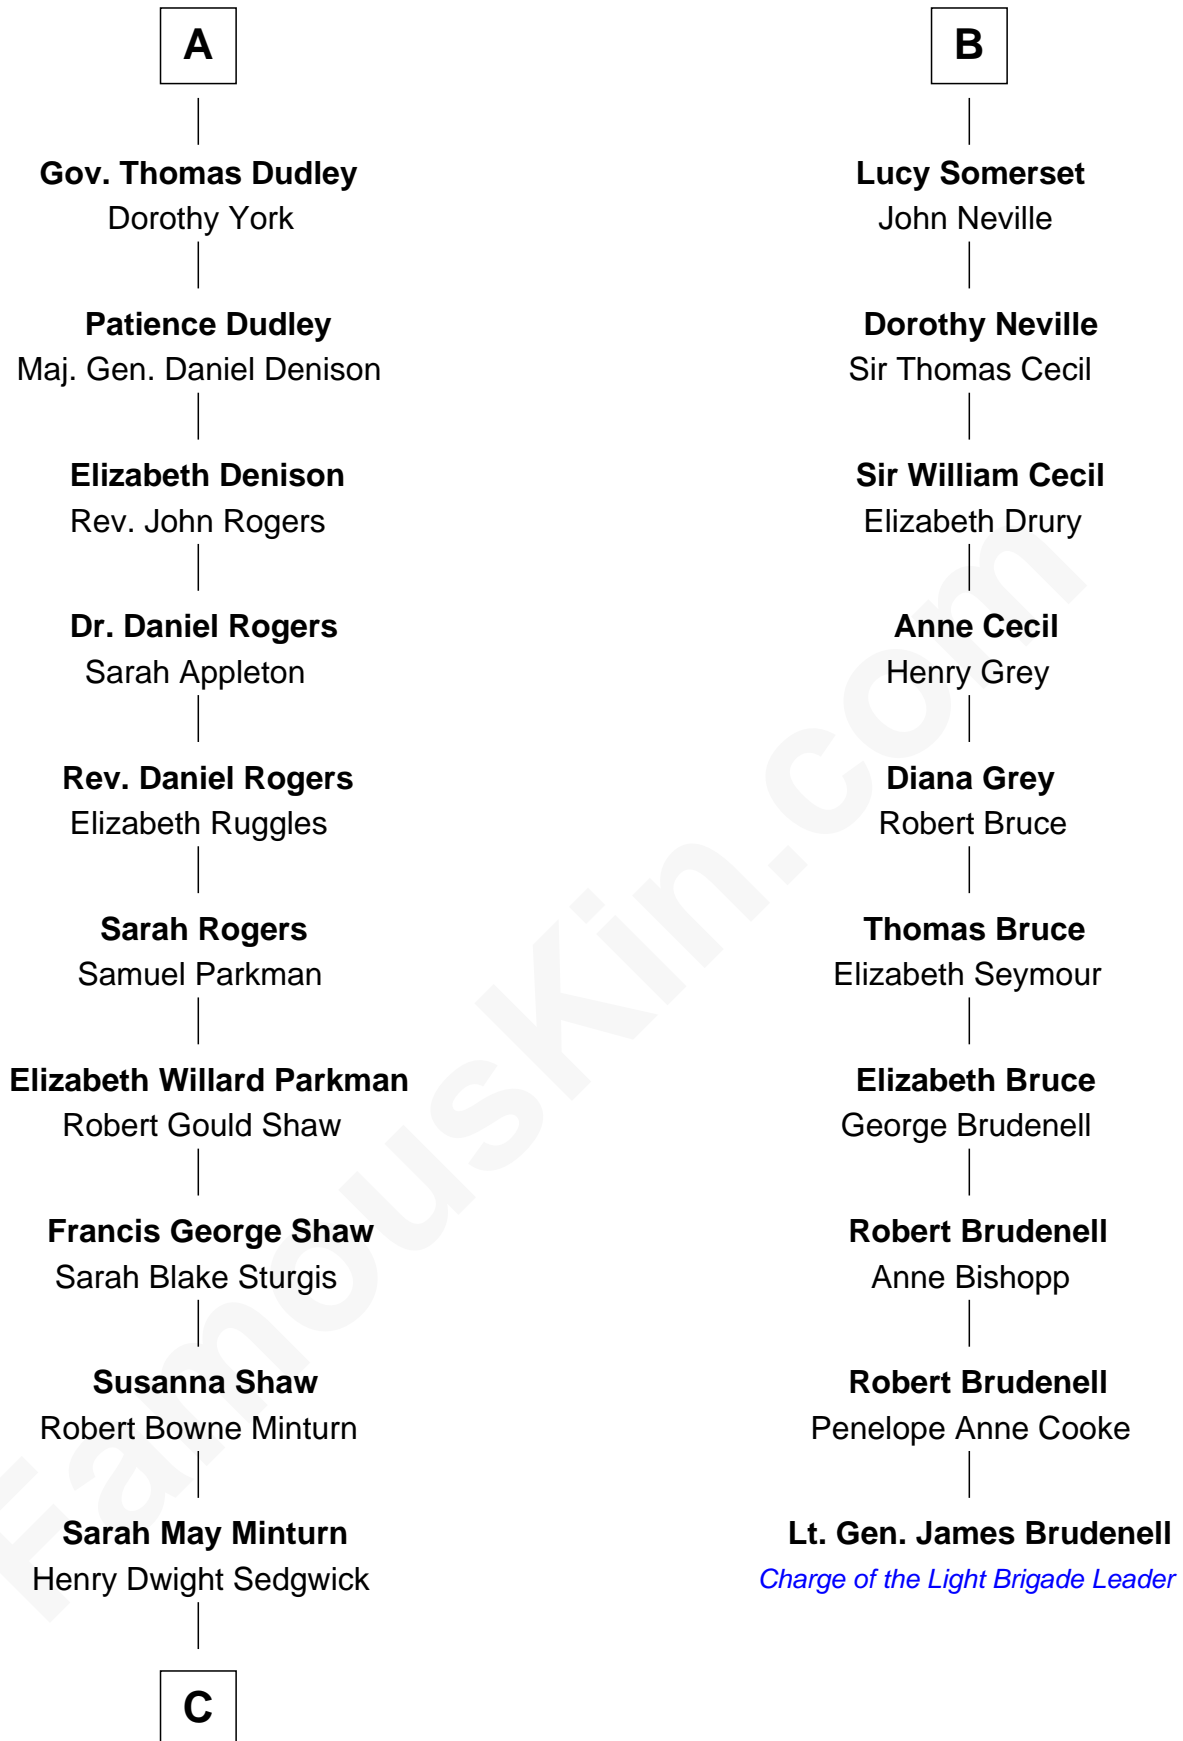 A
Gov. Thomas Dudley
Dorothy York
Patience Dudley
Maj. Gen. Daniel Denison
Elizabeth Denison
Rev. John Rogers
Dr. Daniel Rogers
Sarah Appleton
Rev. Daniel Rogers
Elizabeth Ruggles
Sarah Rogers
Samuel Parkman
Elizabeth Willard Parkman
Robert Gould Shaw
Francis George Shaw
Sarah Blake Sturgis
Susanna Shaw
Robert Bowne Minturn
Sarah May Minturn
Henry Dwight Sedgwick
C
B
Lucy Somerset
John Neville
Dorothy Neville
Sir Thomas Cecil
Sir William Cecil
Elizabeth Drury
Anne Cecil
Henry Grey
Diana Grey
Robert Bruce
Thomas Bruce
Elizabeth Seymour
Elizabeth Bruce
George Brudenell
Robert Brudenell
Anne Bishopp
Robert Brudenell
Penelope Anne Cooke
Lt. Gen. James Brudenell
Charge of the Light Brigade Leader
FamousKin.com